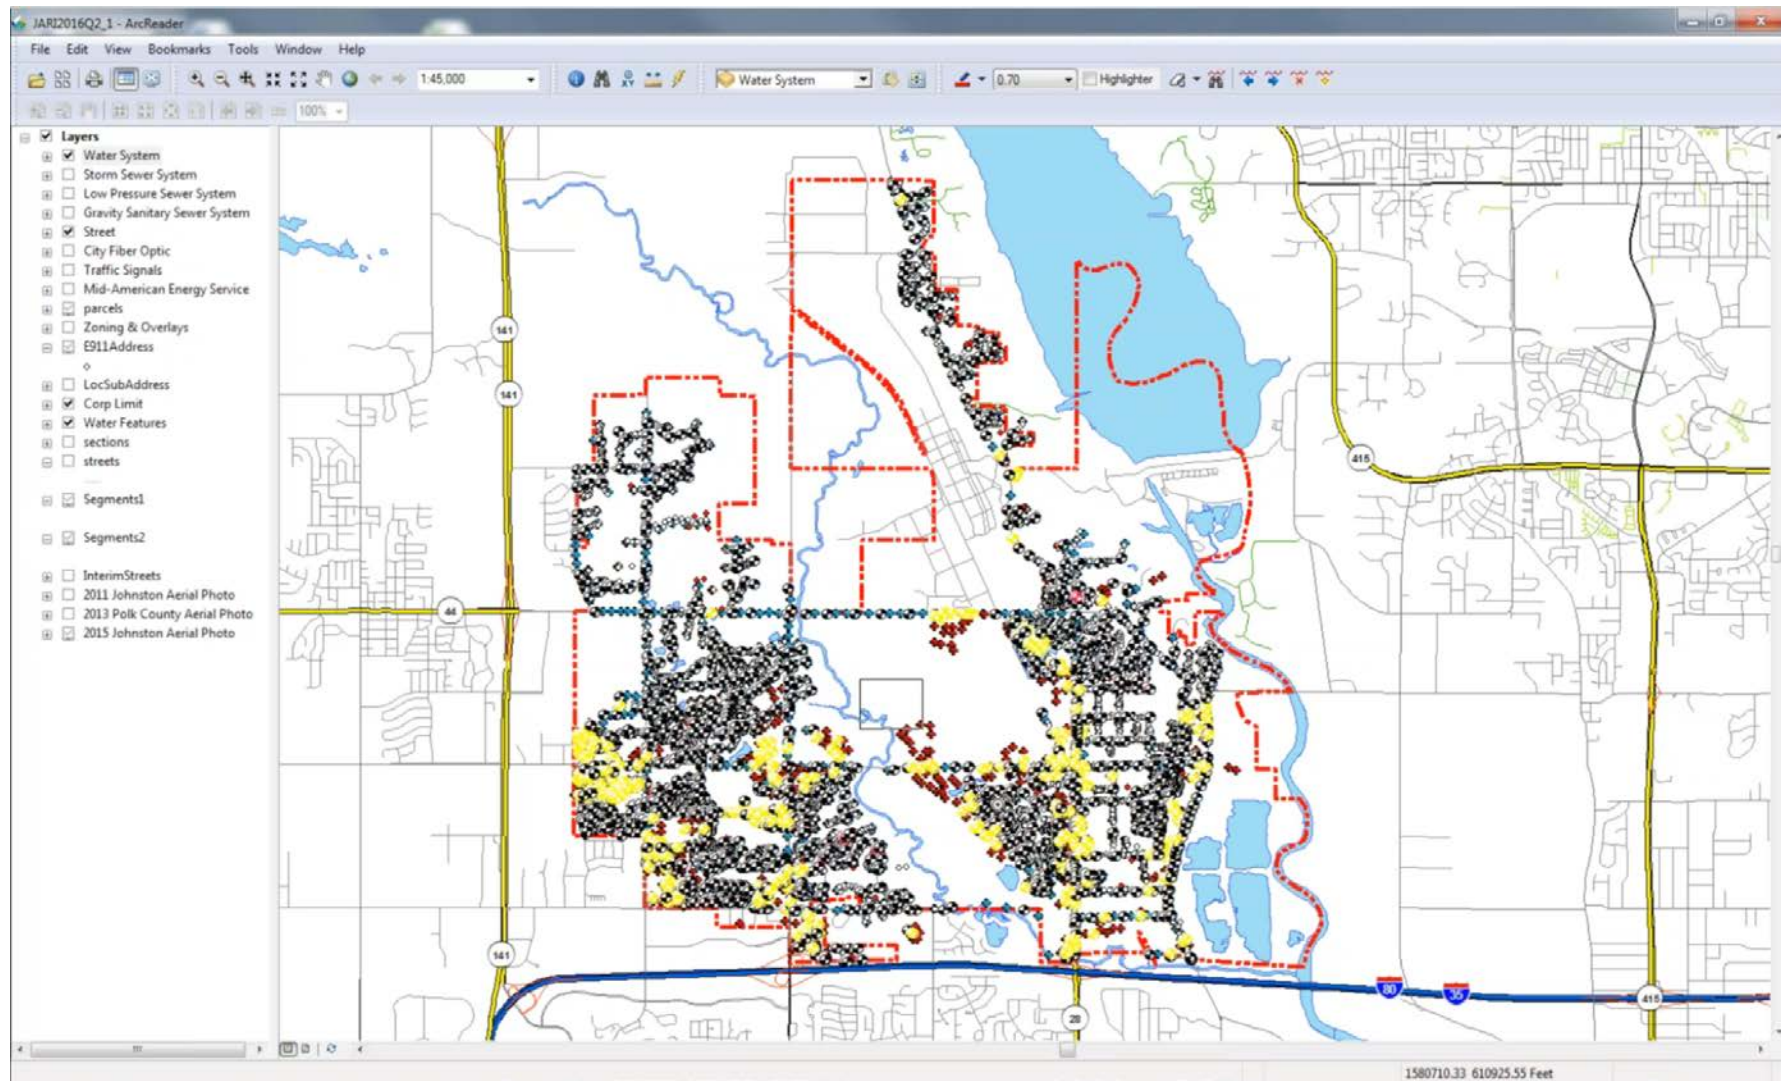 JARI2016Q2_1 - ArcReader
File Edit View Bookmarks Tools Window Help
1:45,000 Water System 0.70 Highlighter
100%
Layers
Water System
Storm Sewer System
Low Pressure Sewer System
Gravity Sanitary Sewer System
Street
City Fiber Optic
Traffic Signals
Mid-American Energy Service
parcels
Zoning & Overlays
E911Address
LocSubAddress
Corp Limit
Water Features
sections
streets
Segments1
Segments2
InterimStreets
2011 Johnston Aerial Photo
2013 Polk County Aerial Photo
2015 Johnston Aerial Photo
141
141
415
44
141
80
35
415
28
1580710.33 610925.55 Feet